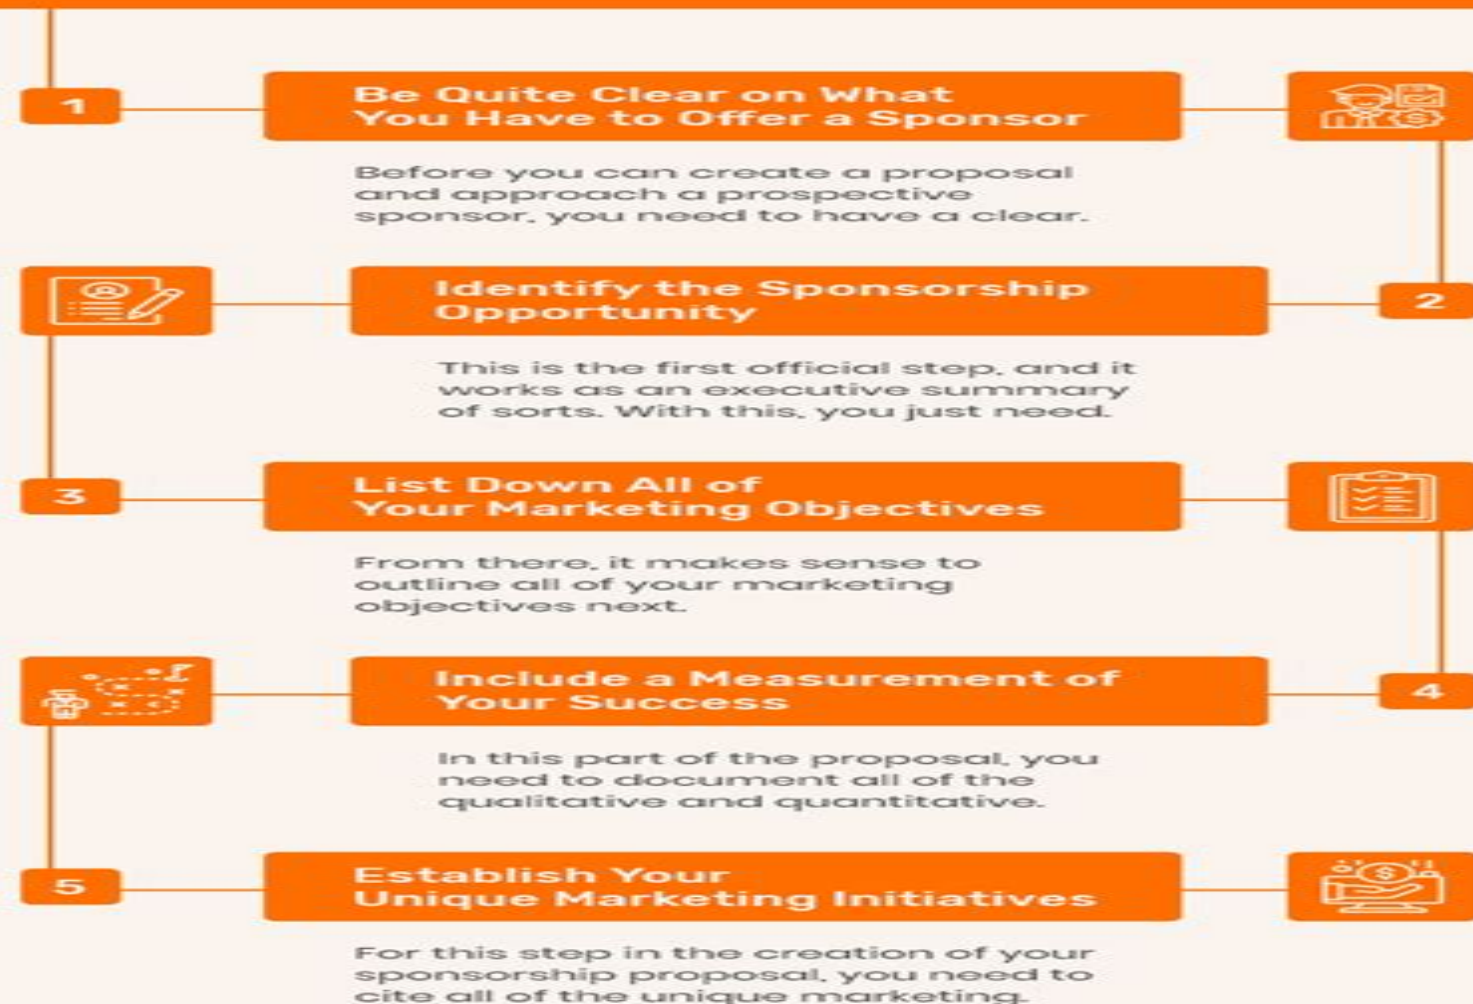 1
Be Quite Clear on What
You Have to Offer a Sponsor
Before you can create a proposal
and approach a prospective
sponsor, you need to have a clear.
2
Identify the Sponsorship
Opportunity
This is the first official step, and it
works as an executive summary
of sorts. With this, you just need.
3
List Down All of
Your Marketing Objectives
From there, it makes sense to
outline all of your marketing
objectives next.
4
Include a Measurement of
Your Success
In this part of the proposal, you
need to document all of the
qualitative and quantitative.
5
Establish Your
Unique Marketing Initiatives
For this step in the creation of your
sponsorship proposal, you need to
cite all of the unique marketing.